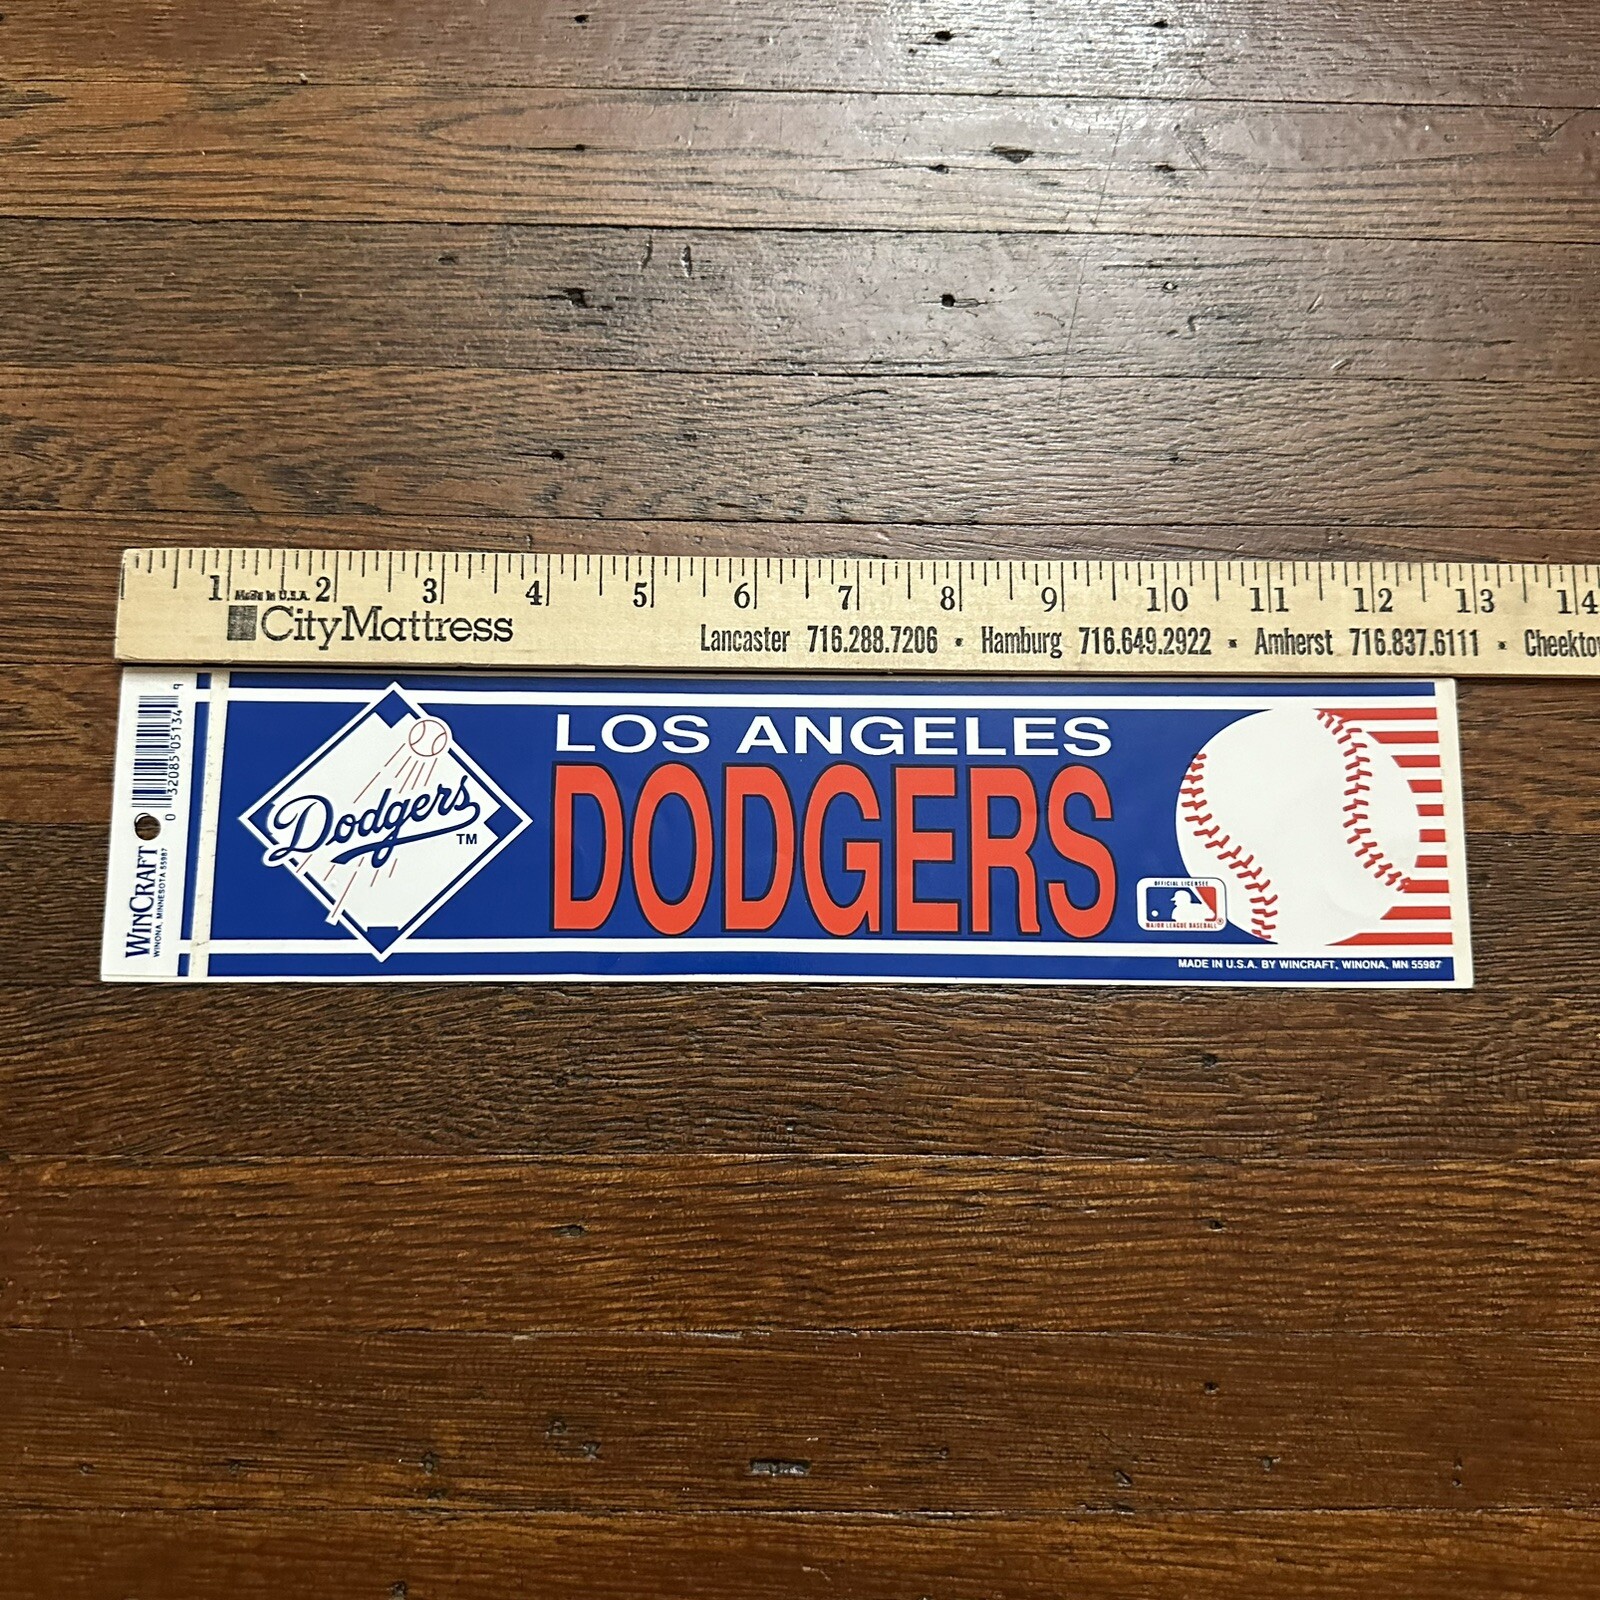 1 2 3 4 5 6 7 8 9 10 11 12 13 14
Made in U.S.A.
CityMattress
Lancaster 716.288.7206 • Hamburg 716.649.2922 • Amherst 716.837.6111 • Cheekto
0 32085 05134 9
WINCRAFT
WINONA, MINNESOTA 55987
Dodgers
TM
LOS ANGELES
DODGERS
OFFICIAL LICENSEE
MAJOR LEAGUE BASEBALL®
MADE IN U.S.A. BY WINCRAFT, WINONA, MN 55987